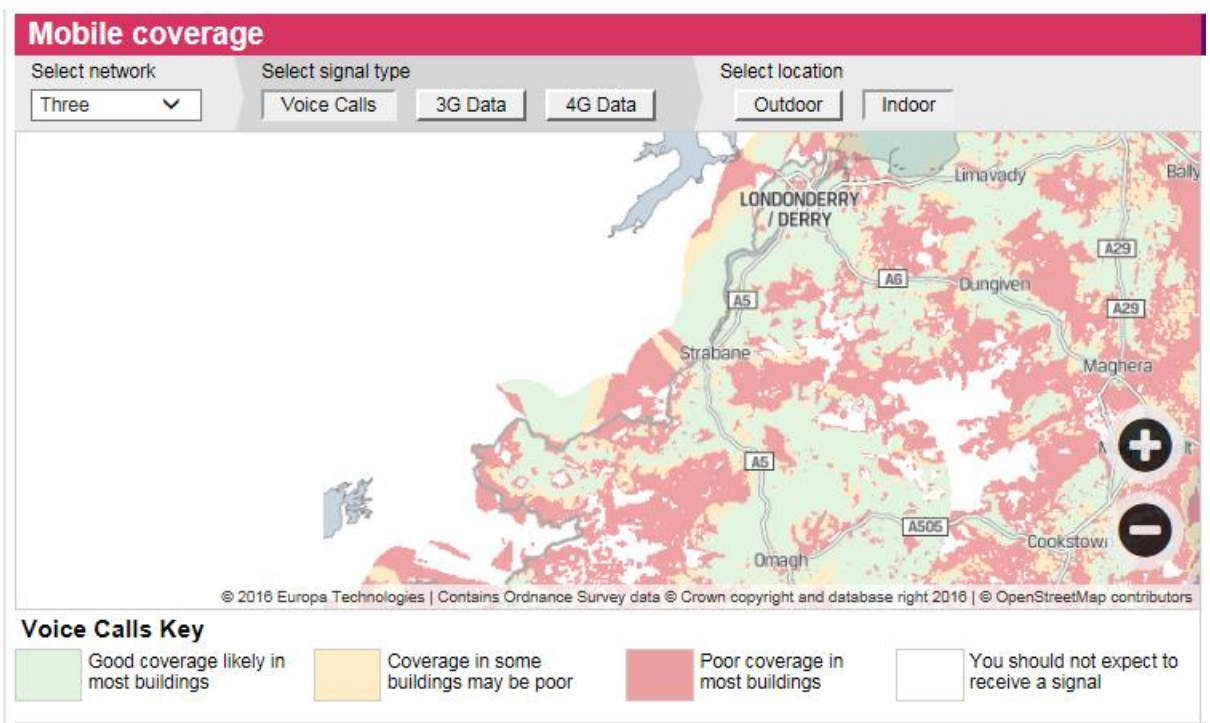 Mobile coverage
Select network
Select signal type
Select location
Three
Voice Calls
3G Data
4G Data
Outdoor
Indoor
Limavady
Bally
LONDONDERRY
/ DERRY
A29
A6
Dungiven
A5
A29
Strabane
Maghera
A5
A505
Cookstown
Omagh
© 2016 Europa Technologies | Contains Ordnance Survey data © Crown copyright and database right 2016 | © OpenStreetMap contributors
Voice Calls Key
Good coverage likely in
most buildings
Coverage in some
buildings may be poor
Poor coverage in
most buildings
You should not expect to
receive a signal